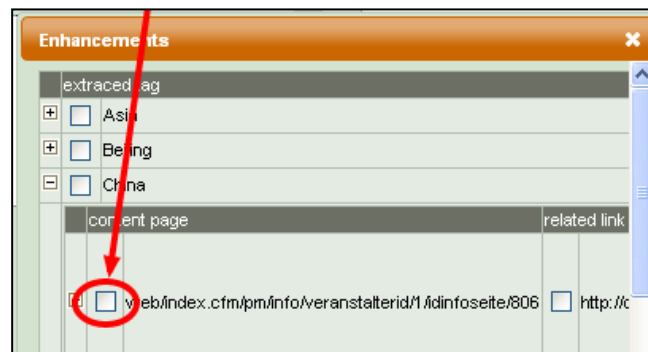 Enhancements
extraced tag
Asia
Beijing
China
content page related link
web/index.cfm/pm/info/veranstalterid/1/idinfoseite/806 http://c